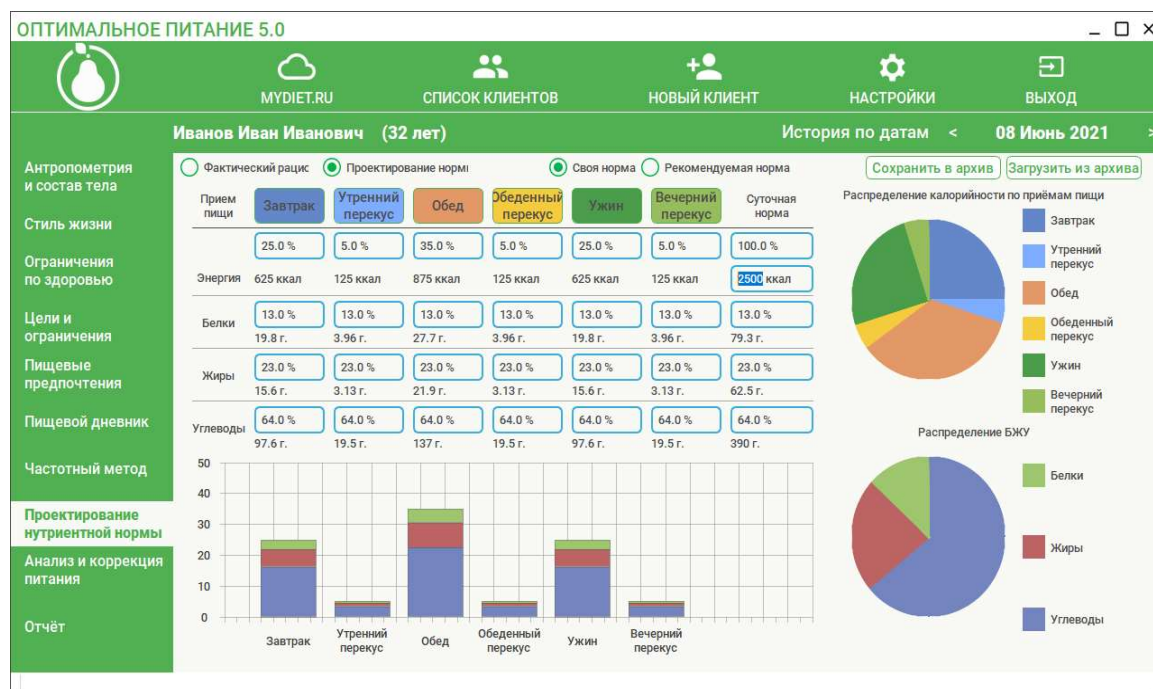 ОПТИМАЛЬНОЕ ПИТАНИЕ 5.0
MYDIET.RU
СПИСОК КЛИЕНТОВ
НОВЫЙ КЛИЕНТ
НАСТРОЙКИ
ВЫХОД
Иванов Иван Иванович (32 лет)
История по датам < 08 Июнь 2021 >
Антропометрия
и состав тела
Стиль жизни
Ограничения
по здоровью
Цели и
ограничения
Пищевые
предпочтения
Пищевой дневник
Частотный метод
Проектирование
нутриентной нормы
Анализ и коррекция
питания
Отчёт
Фактический рацис Проектирование норми Своя норма Рекомендуемая норма
Сохранить в архив Загрузить из архива
Прием
пищи
Завтрак
Утренний
перекус
Обед
Обеденный
перекус
Ужин
Вечерний
перекус
Суточная
норма
25.0 % 5.0 % 35.0 % 5.0 % 25.0 % 5.0 % 100.0 %
Энергия 625 ккал 125 ккал 875 ккал 125 ккал 625 ккал 125 ккал 2500 ккал
Белки 13.0 % 13.0 % 13.0 % 13.0 % 13.0 % 13.0 % 13.0 %
19.8 г. 3.96 г. 27.7 г. 3.96 г. 19.8 г. 3.96 г. 79.3 г.
Жиры 23.0 % 23.0 % 23.0 % 23.0 % 23.0 % 23.0 % 23.0 %
15.6 г. 3.13 г. 21.9 г. 3.13 г. 15.6 г. 3.13 г. 62.5 г.
Углеводы 64.0 % 64.0 % 64.0 % 64.0 % 64.0 % 64.0 % 64.0 %
97.6 г. 19.5 г. 137 г. 19.5 г. 97.6 г. 19.5 г. 390 г.
50
40
30
20
10
0
Завтрак
Утренний
перекус
Обед
Обеденный
перекус
Ужин
Вечерний
перекус
Распределение калорийности по приёмам пищи
Завтрак
Утренний
перекус
Обед
Обеденный
перекус
Ужин
Вечерний
перекус
Распределение БЖУ
Белки
Жиры
Углеводы